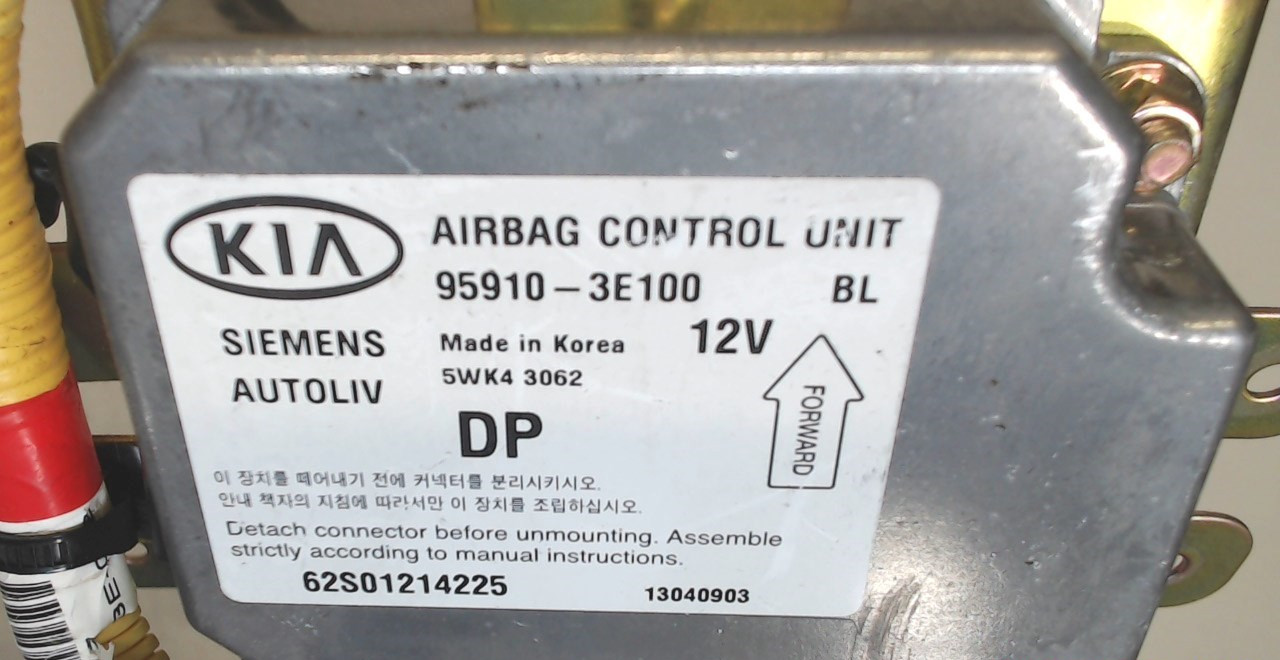 KIA
AIRBAG CONTROL UNIT
95910-3E100 BL
SIEMENS
AUTOLIV
Made in Korea
5WK4 3062
12V
FORWARD
DP
이 장치를 떼어내기 전에 커넥터를 분리시키시오.
안내 책자의 지침에 따라서만 이 장치를 조립하십시오.
Detach connector before unmounting. Assemble
strictly according to manual instructions.
62S01214225 13040903